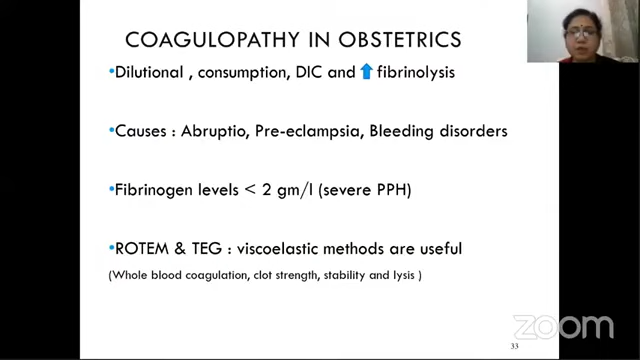 COAGULOPATHY IN OBSTETRICS
•Dilutional , consumption, DIC and ⬆ fibrinolysis
•Causes : Abruptio, Pre-eclampsia, Bleeding disorders
•Fibrinogen levels < 2 gm/l (severe PPH)
•ROTEM & TEG : viscoelastic methods are useful
(Whole blood coagulation, clot strength, stability and lysis )
zoom
33